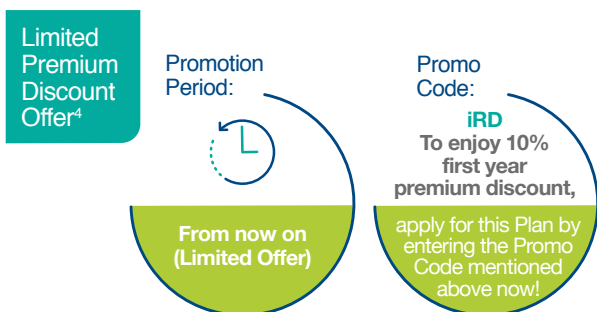 Limited
Premium
Discount
Offer⁴
Promotion
Period:
From now on
(Limited Offer)
Promo
Code:
iRD
To enjoy 10%
first year
premium discount,
apply for this Plan by
entering the Promo
Code mentioned
above now!